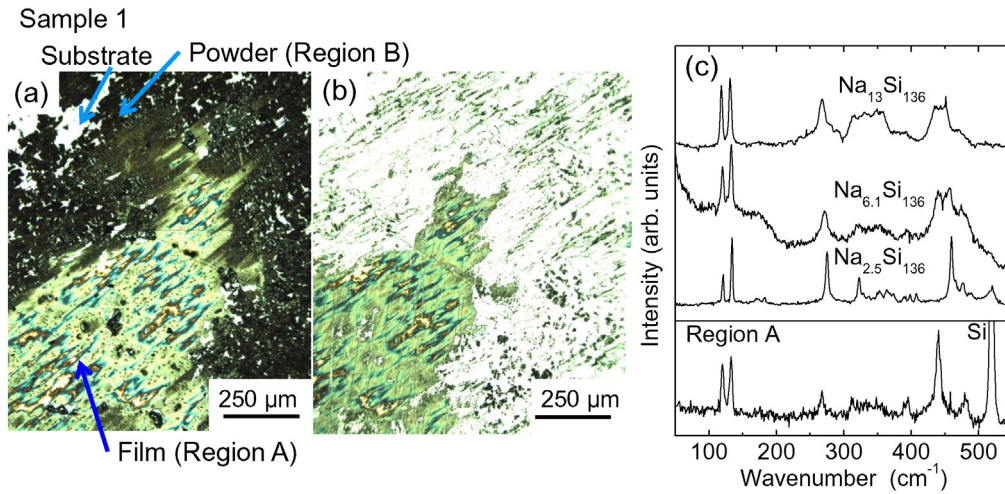 Sample 1
Substrate
Powder (Region B)
(a)
(b)
Film (Region A)
250 μm
250 μm
(c)
Na13Si136
Na6.1Si136
Na2.5Si136
Region A
Si
Intensity (arb. units)
100 200 300 400 500
Wavenumber (cm-1)